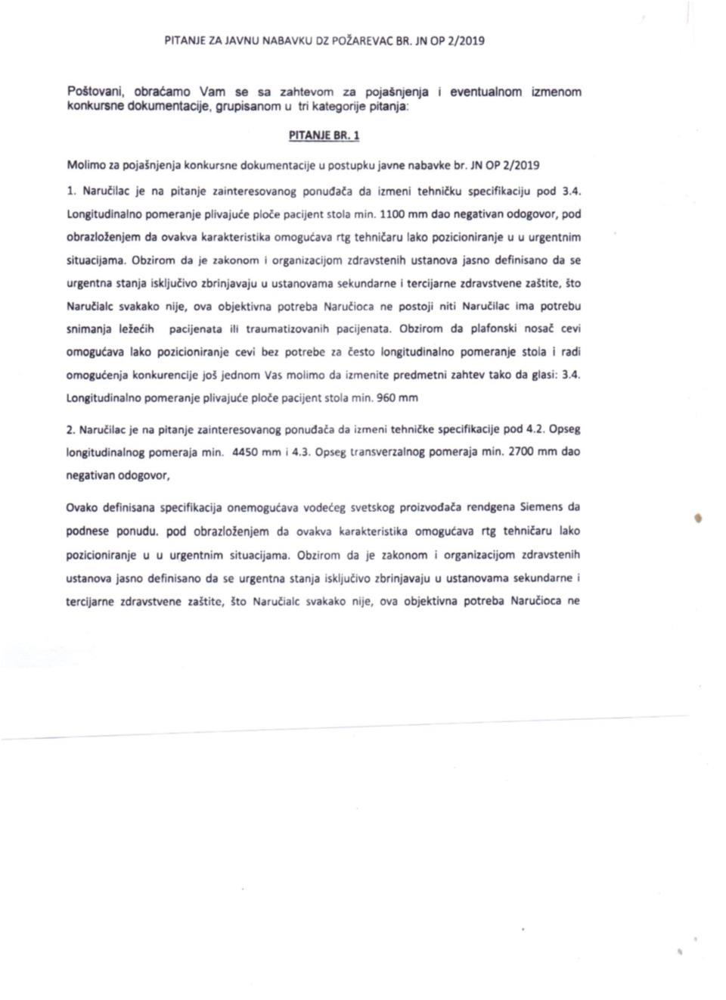 PITANJE ZA JAVNU NABAVKU DZ POŽAREVAC BR. JN OP 2/2019
Poštovani, obraćamo Vam se sa zahtevom za pojašnjenja i eventualnom izmenom
konkursne dokumentacije, grupisanom u tri kategorije pitanja:
PITANJE BR. 1
Molimo za pojašnjenja konkursne dokumentacije u postupku javne nabavke br. JN OP 2/2019
1. Naručilac je na pitanje zainteresovanog ponuđača da izmeni tehničku specifikaciju pod 3.4.
Longitudinalno pomeranje plivajuće ploče pacijent stola min. 1100 mm dao negativan odogovor, pod
obrazloženjem da ovakva karakteristika omogućava rtg tehničaru lako pozicioniranje u u urgentnim
situacijama. Obzirom da je zakonom i organizacijom zdravstenih ustanova jasno definisano da se
urgentna stanja isključivo zbrinjavaju u ustanovama sekundarne i tercijarne zdravstvene zaštite, što
Naručialc svakako nije, ova objektivna potreba Naručioca ne postoji niti Naručilac ima potrebu
snimanja ležećih pacijenata ili traumatizovanih pacijenata. Obzirom da plafonski nosač cevi
omogućava lako pozicioniranje cevi bez potrebe za često longitudinalno pomeranje stola i radi
omogućenja konkurencije još jednom Vas molimo da izmenite predmetni zahtev tako da glasi: 3.4.
Longitudinalno pomeranje plivajuće ploče pacijent stola min. 960 mm
2. Naručilac je na pitanje zainteresovanog ponuđača da izmeni tehničke specifikacije pod 4.2. Opseg
longitudinalnog pomeraja min. 4450 mm i 4.3. Opseg transverzalnog pomeraja min. 2700 mm dao
negativan odogovor,
Ovako definisana specifikacija onemogućava vodećeg svetskog proizvođača rendgena Siemens da
podnese ponudu. pod obrazloženjem da ovakva karakteristika omogućava rtg tehničaru lako
pozicioniranje u u urgentnim situacijama. Obzirom da je zakonom i organizacijom zdravstenih
ustanova jasno definisano da se urgentna stanja isključivo zbrinjavaju u ustanovama sekundarne i
tercijarne zdravstvene zaštite, što Naručialc svakako nije, ova objektivna potreba Naručioca ne